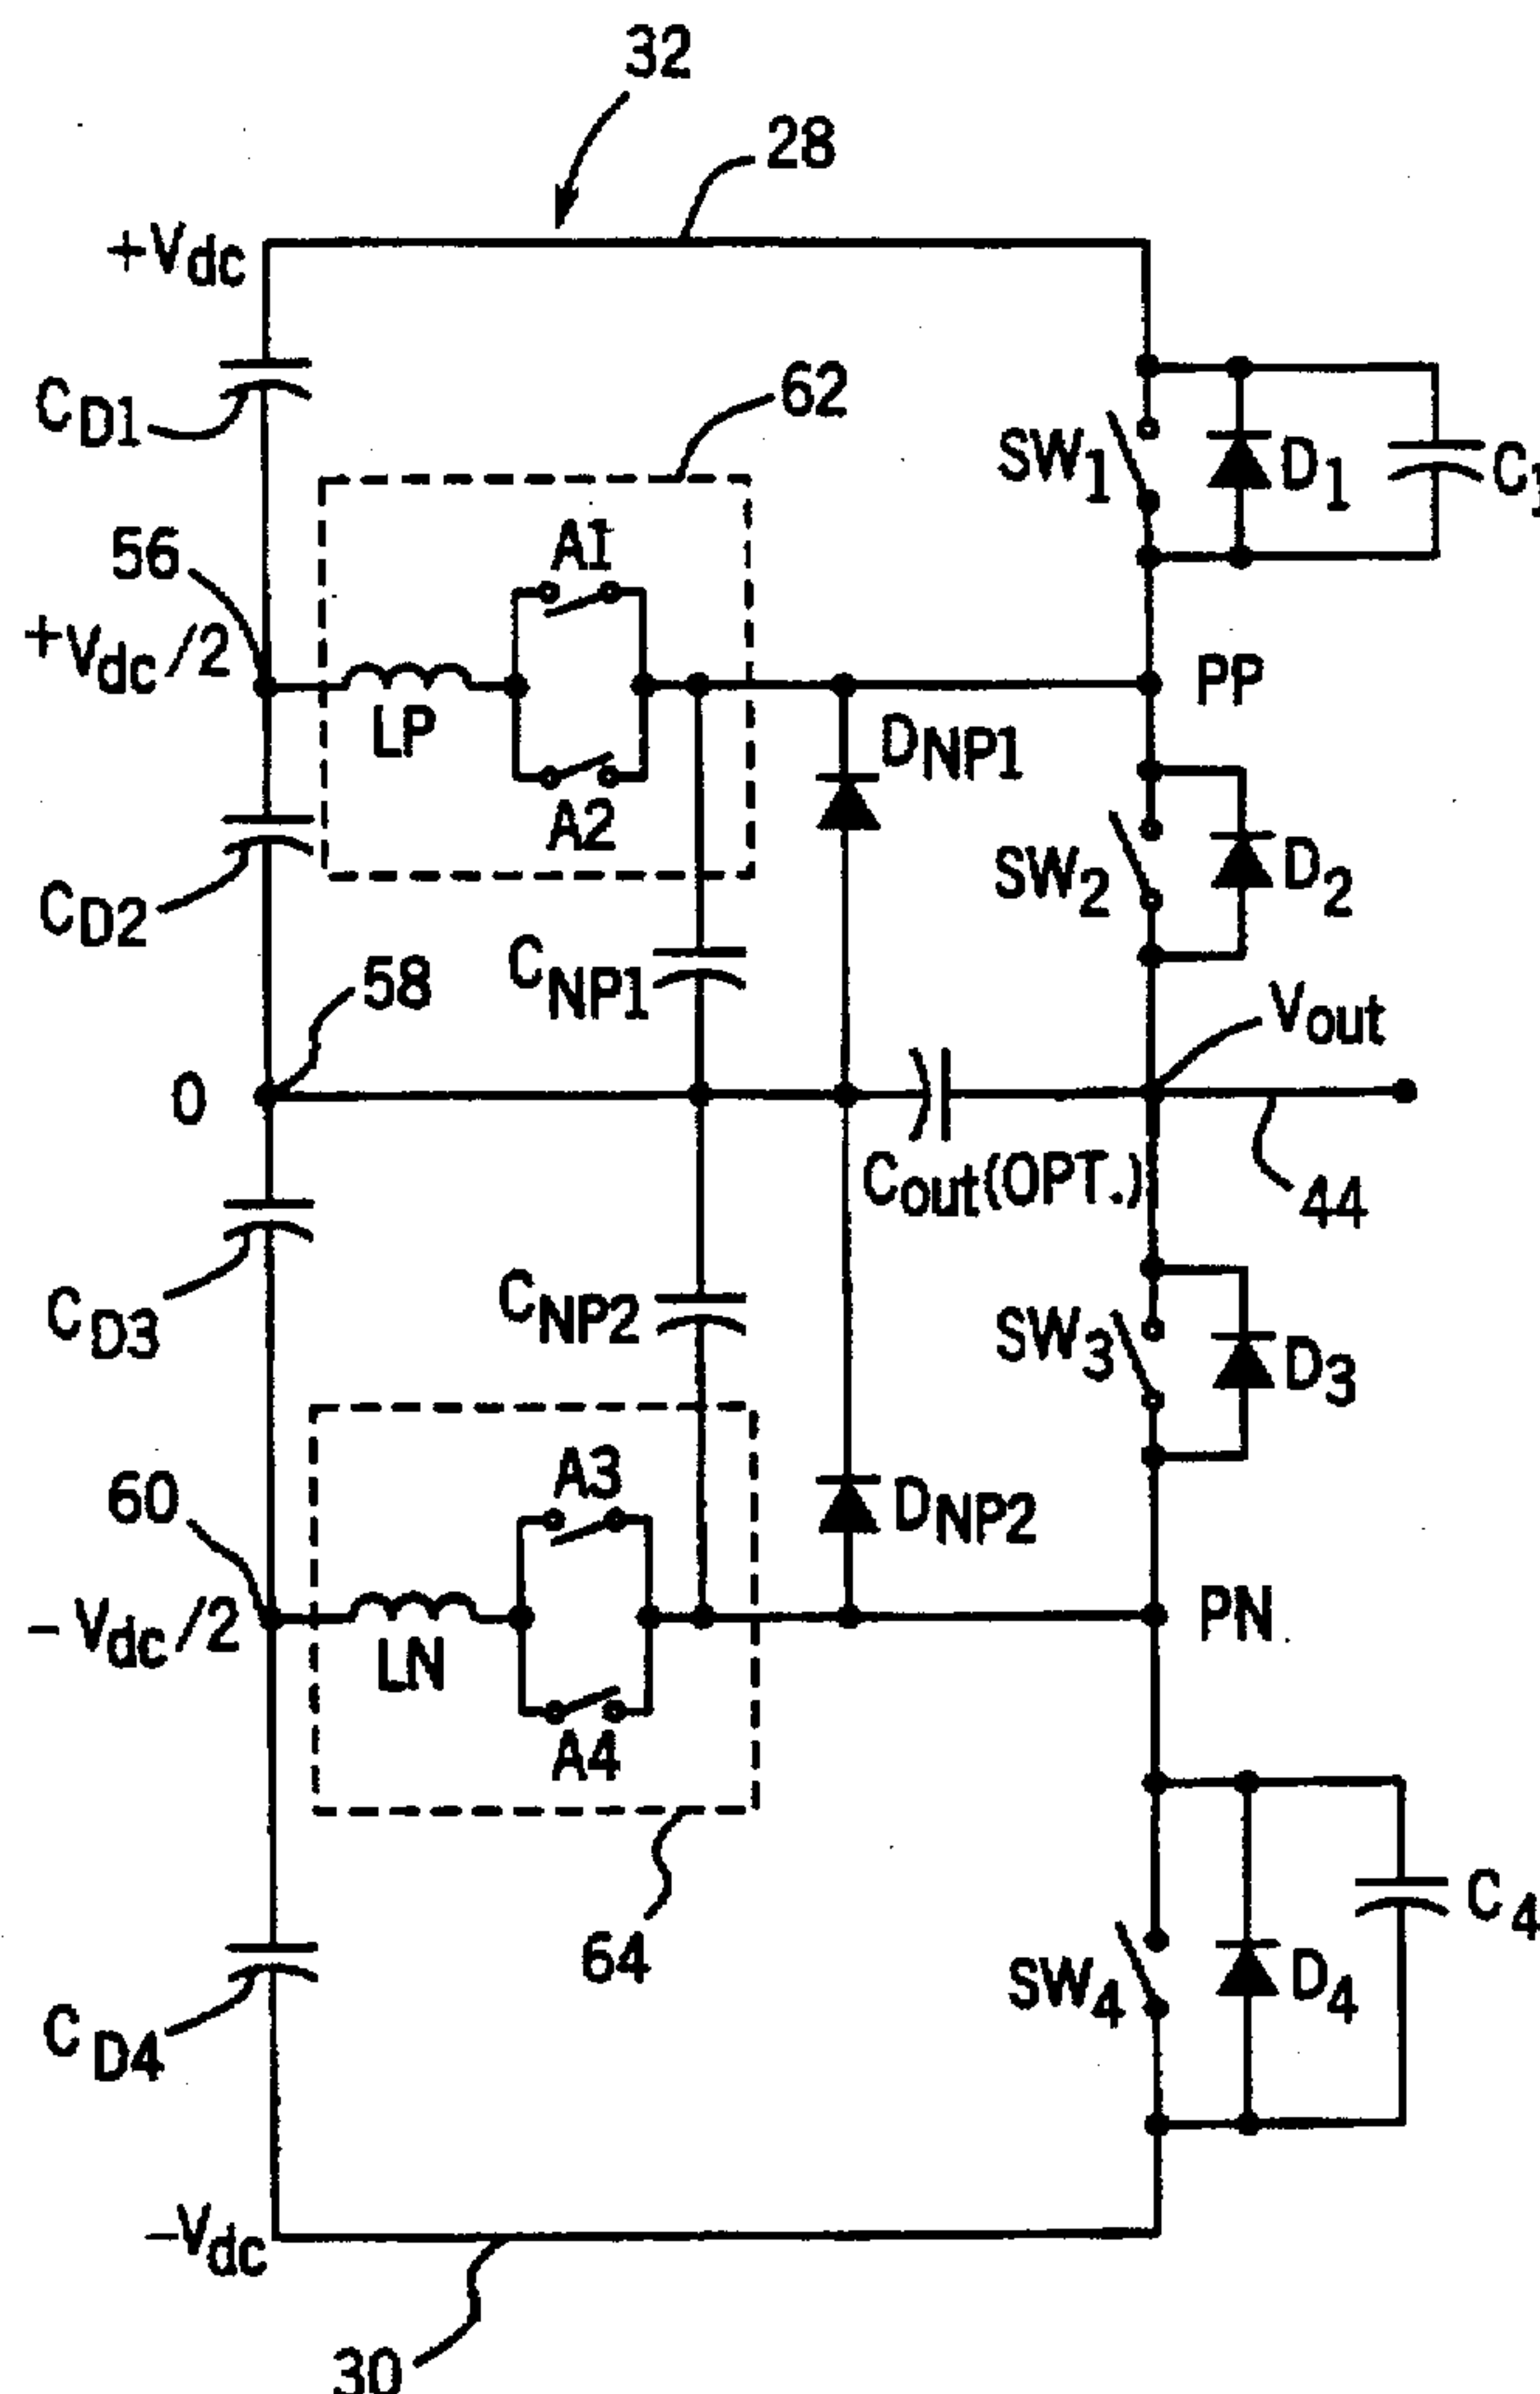 32
28
+Vdc
CD1
62
SW1
D1
C1
A1
56
+Vdc/2
LP
PP
DNP1
A2
SW2
D2
CD2
CNP1
58
Vout
0
Cout(OPT.)
44
CD3
CNP2
SW3
D3
A3
60
DNP2
-Vdc/2
LN
PN
A4
C4
64
SW4
D4
CD4
-Vdc
30